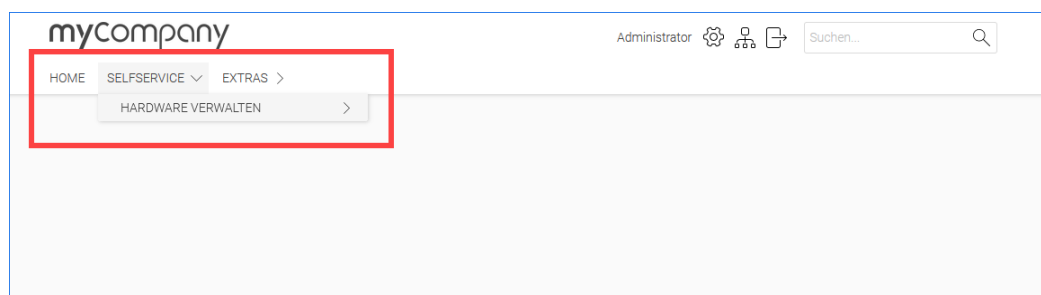 myCompany
Administrator Suchen...
HOME SELFSERVICE EXTRAS
HARDWARE VERWALTEN